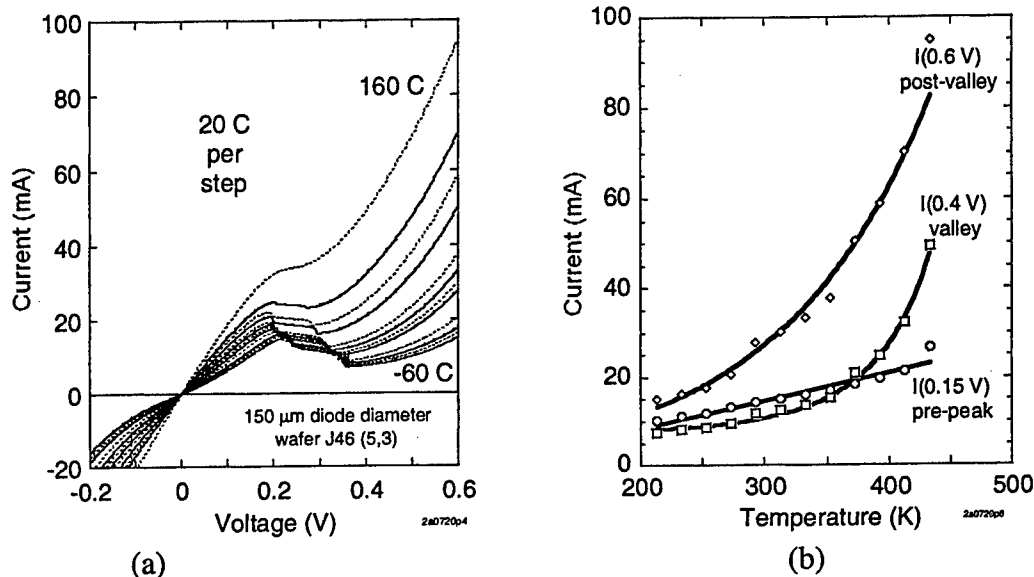 100
80
60
40
20
0
-20
-0.2
0
0.2
0.4
0.6
Current (mA)
Voltage (V)
160 C
20 C
per
step
-60 C
150 µm diode diameter
wafer J46 (5,3)
2a0720p4
(a)
100
80
60
40
20
0
200
300
400
500
Current (mA)
Temperature (K)
I(0.6 V)
post-valley
I(0.4 V)
valley
I(0.15 V)
pre-peak
2a0720p6
(b)